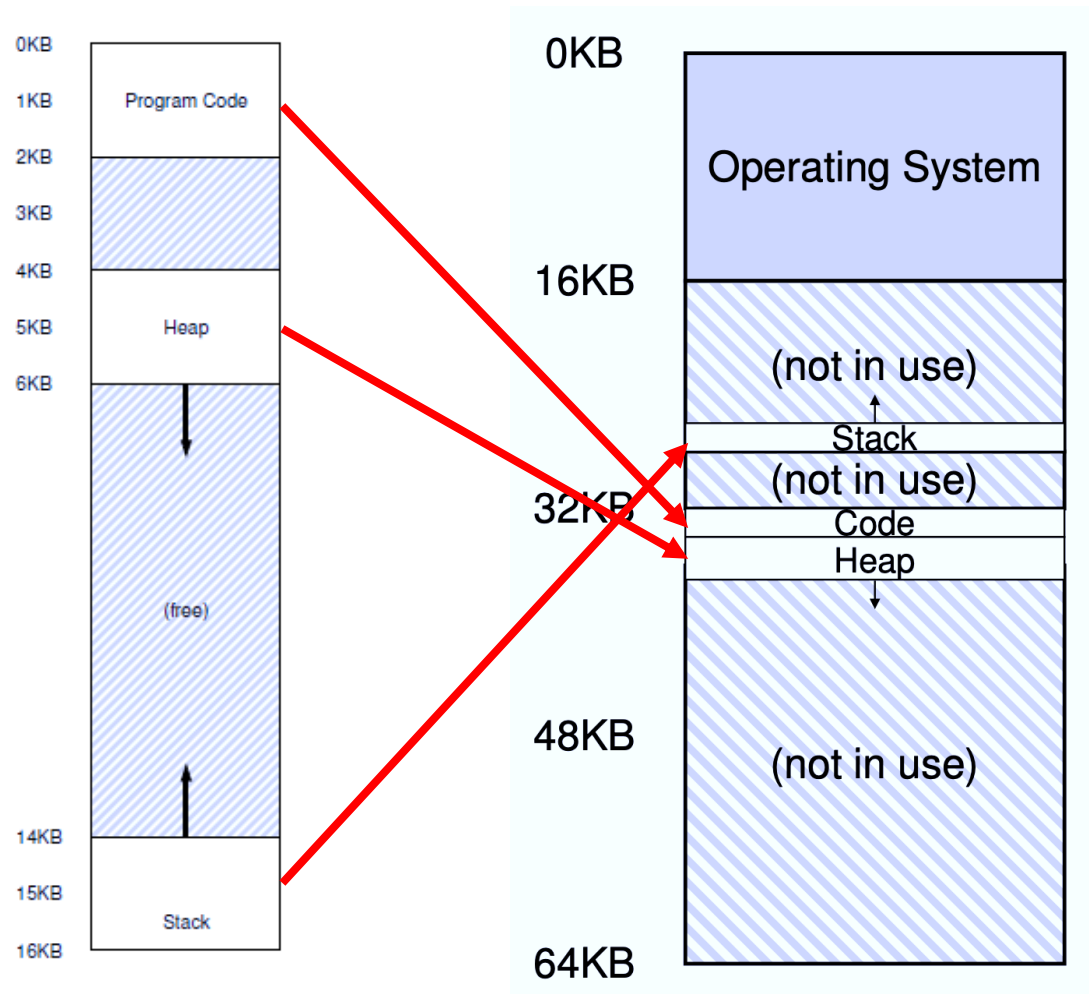 0KB
1KB
Program Code
2KB
3KB
4KB
5KB
Heap
6KB
(free)
14KB
15KB
Stack
16KB
0KB
Operating System
16KB
(not in use)
Stack
(not in use)
32KB
Code
Heap
48KB
(not in use)
64KB